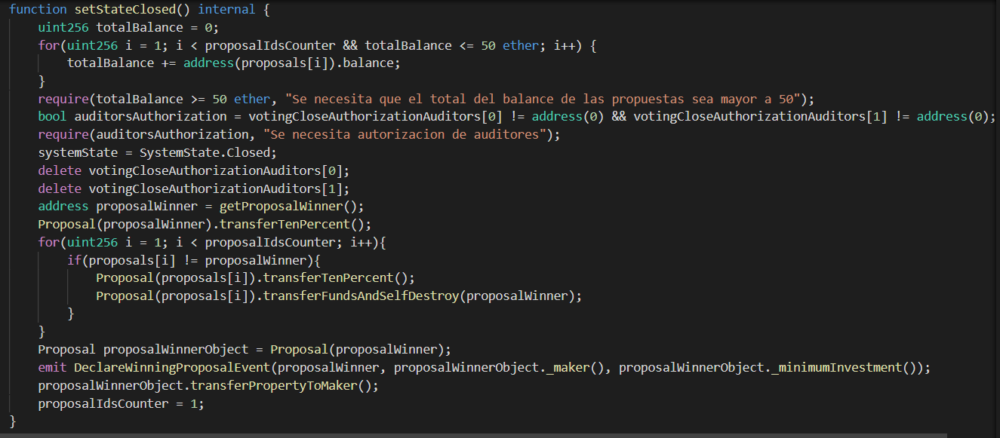 function setStateClosed() internal {
    uint256 totalBalance = 0;
    for(uint256 i = 1; i < proposalIdsCounter && totalBalance <= 50 ether; i++) {
        totalBalance += address(proposals[i]).balance;
    }
    require(totalBalance >= 50 ether, "Se necesita que el total del balance de las propuestas sea mayor a 50");
    bool auditorsAuthorization = votingCloseAuthorizationAuditors[0] != address(0) && votingCloseAuthorizationAuditors[1] != address(0);
    require(auditorsAuthorization, "Se necesita autorizacion de auditores");
    systemState = SystemState.Closed;
    delete votingCloseAuthorizationAuditors[0];
    delete votingCloseAuthorizationAuditors[1];
    address proposalWinner = getProposalWinner();
    Proposal(proposalWinner).transferTenPercent();
    for(uint256 i = 1; i < proposalIdsCounter; i++){
        if(proposals[i] != proposalWinner){
            Proposal(proposals[i]).transferTenPercent();
            Proposal(proposals[i]).transferFundsAndSelfDestroy(proposalWinner);
        }
    }
    Proposal proposalWinnerObject = Proposal(proposalWinner);
    emit DeclareWinningProposalEvent(proposalWinner, proposalWinnerObject._maker(), proposalWinnerObject._minimumInvestment());
    proposalWinnerObject.transferPropertyToMaker();
    proposalIdsCounter = 1;
}